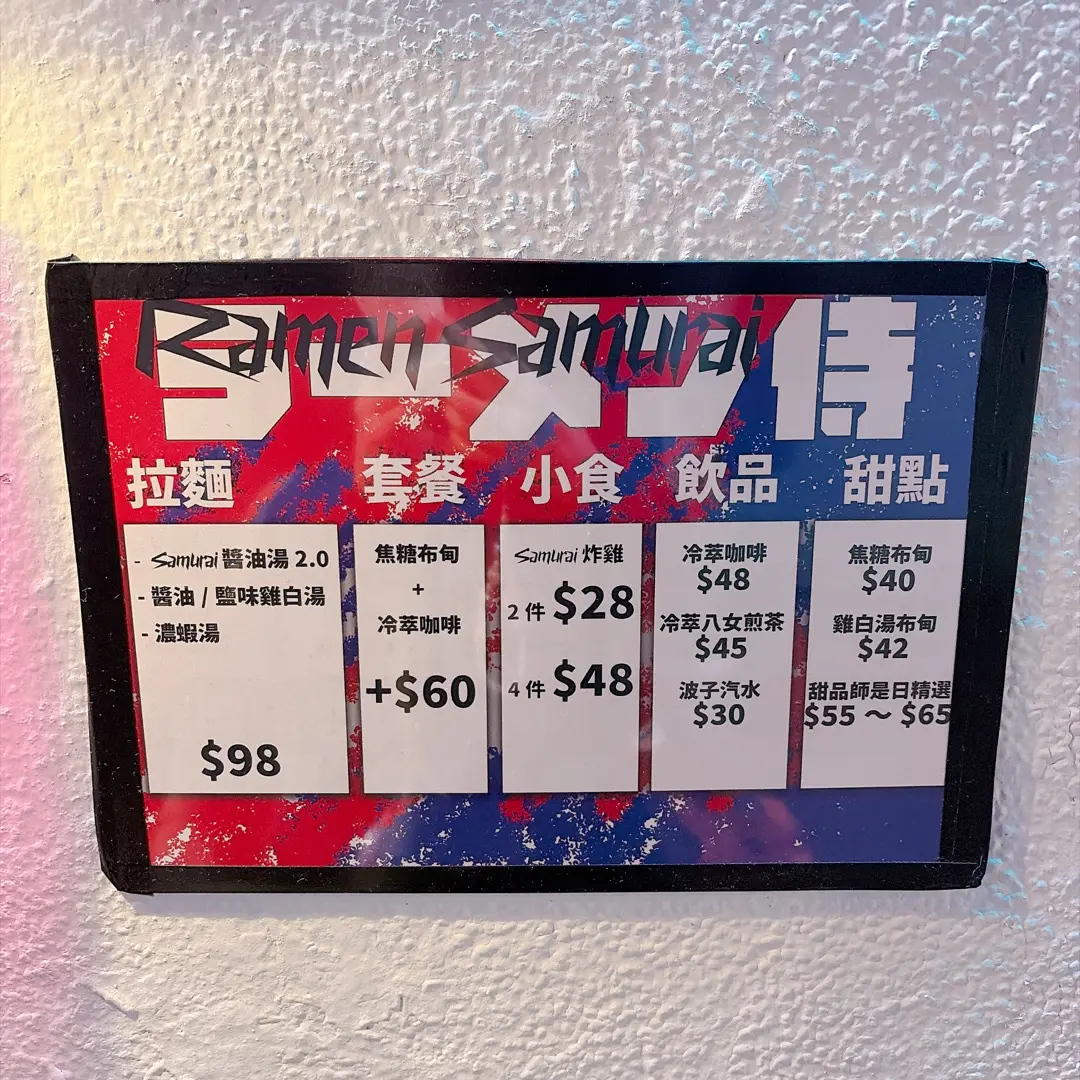 Ramen Samurai
ラーメン侍
拉麵
- Samurai 醬油湯 2.0
- 醬油 / 鹽味雞白湯
- 濃蝦湯
$98
套餐
焦糖布甸
+
冷萃咖啡
+$60
小食
Samurai 炸雞
2 件 $28
4 件 $48
飲品
冷萃咖啡
$48
冷萃八女煎茶
$45
波子汽水
$30
甜點
焦糖布甸
$40
雞白湯布甸
$42
甜品師是日精選
$55 ～ $65